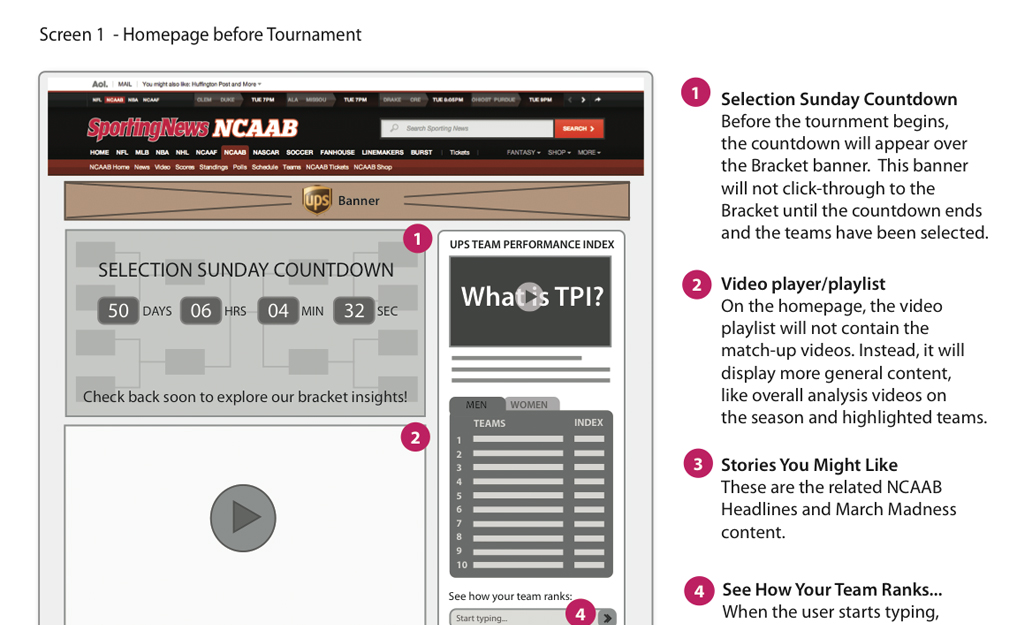 Screen 1 - Homepage before Tournament
Aol. MAIL You might also like: Huffington Post and More
NFL NCAAB NBA NCAAF CLEM DUKE TUE 7PM ALA MISSOU TUE 7PM DRAKE CRE TUE 8:05PM PURDUE TUE 9PM
SportingNews NCAAB
Search Sporting News SEARCH
HOME NFL MLB NBA NHL NCAAF NCAAB NASCAR SOCCER FANHOUSE LINEMAKERS BURST Tickets FANTASY SHOP MORE
NCAAB Home News Video Scores Standings Polls Schedule Teams NCAAB Tickets NCAAB Shop
ups Banner
1
SELECTION SUNDAY COUNTDOWN
50 DAYS 06 HRS 04 MIN 32 SEC
Check back soon to explore our bracket insights!
2
UPS TEAM PERFORMANCE INDEX
What is TPI?
MEN WOMEN
TEAMS INDEX
1
2
3
4
5
6
7
8
9
10
See how your team ranks:
Start typing...
4
1 Selection Sunday Countdown
Before the tournment begins,
the countdown will appear over
the Bracket banner. This banner
will not click-through to the
Bracket until the countdown ends
and the teams have been selected.
2 Video player/playlist
On the homepage, the video
playlist will not contain the
match-up videos. Instead, it will
display more general content,
like overall analysis videos on
the season and highlighted teams.
3 Stories You Might Like
These are the related NCAAB
Headlines and March Madness
content.
4 See How Your Team Ranks...
When the user starts typing,